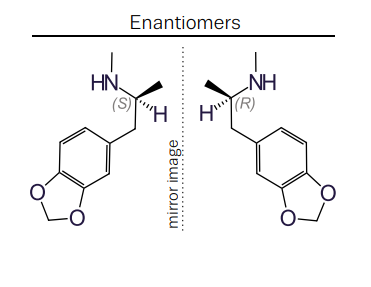 Enantiomers
HN
NH
(S)
H
H
(R)
mirror image
O
O
O
O